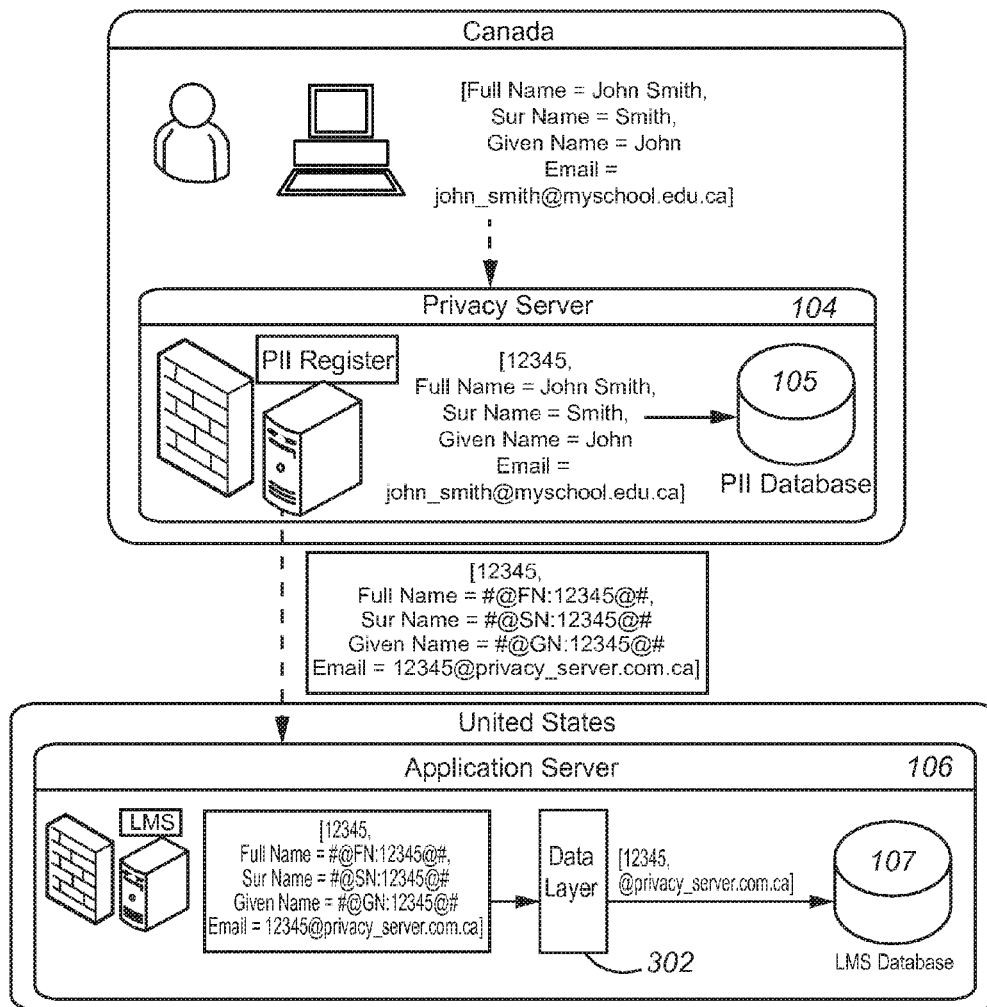 Canada
[Full Name = John Smith,
Sur Name = Smith,
Given Name = John
Email =
john_smith@myschool.edu.ca]
Privacy Server
104
PII Register
[12345,
Full Name = John Smith,
Sur Name = Smith,
Given Name = John
Email =
john_smith@myschool.edu.ca]
105
PII Database
[12345,
Full Name = #@FN:12345@#,
Sur Name = #@SN:12345@#
Given Name = #@GN:12345@#
Email = 12345@privacy_server.com.ca]
United States
Application Server
106
LMS
[12345,
Full Name = #@FN:12345@#,
Sur Name = #@SN:12345@#
Given Name = #@GN:12345@#
Email = 12345@privacy_server.com.ca]
Data
Layer
302
[12345,
@privacy_server.com.ca]
107
LMS Database